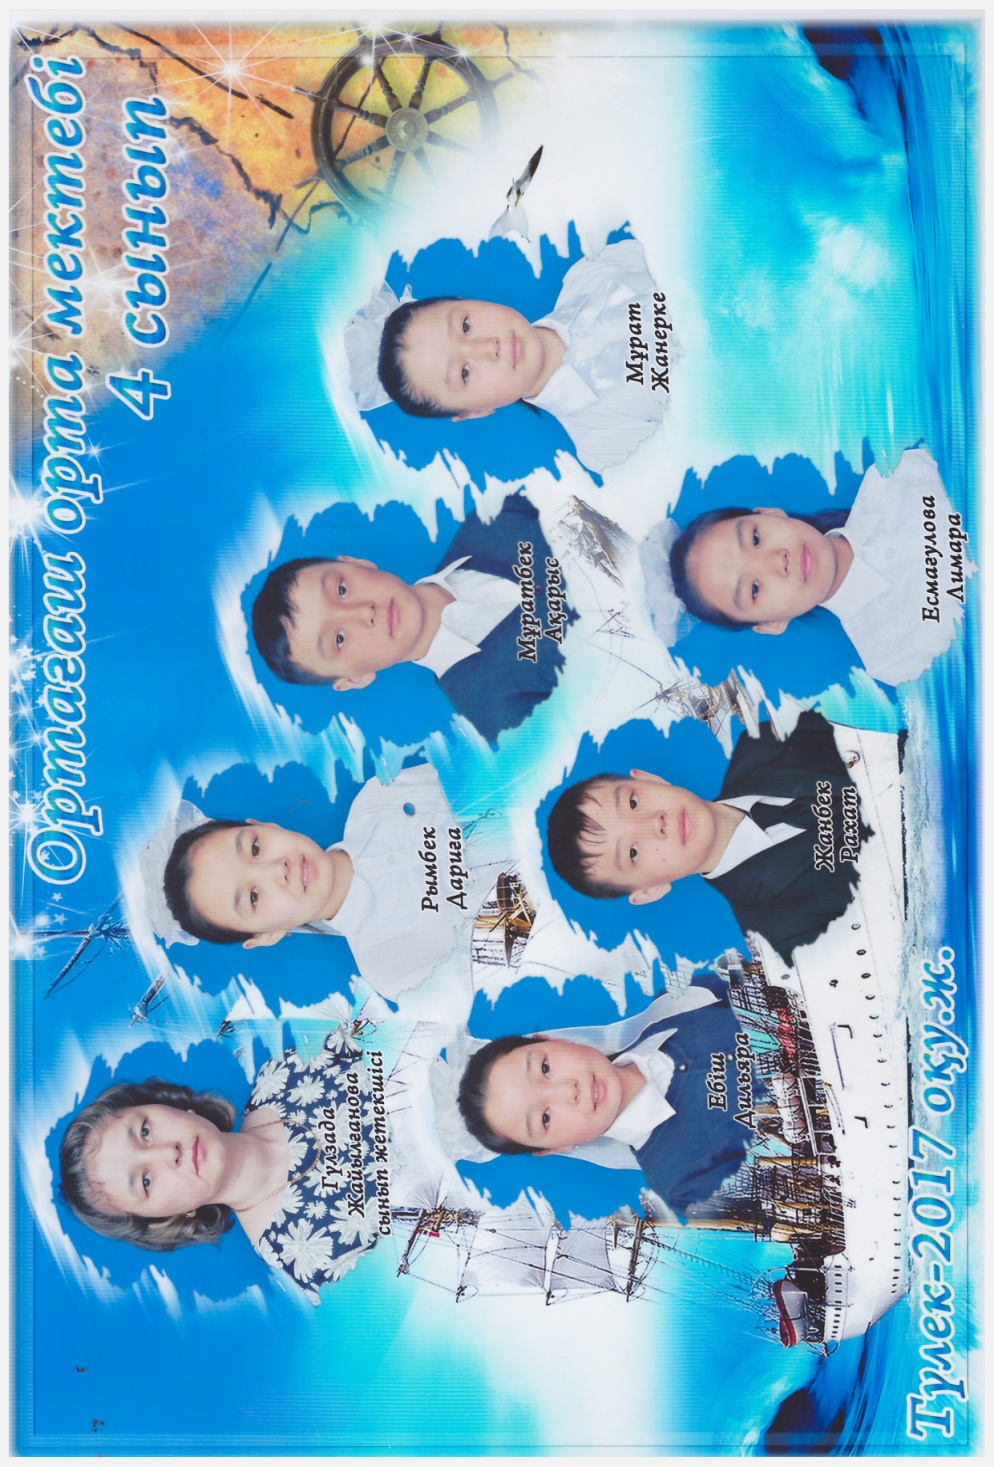 Ортағаш орта мектебі
4 сынып
Гүлзада
Жайылғанова
сынып жетекшісі
Рымбек
Дариға
Мұратбек
Ақарыс
Мұрат
Жанерке
Ебіш
Дильяра
Жанбек
Рахат
Есмағулова
Лимара
Түлек-2017 оқу.ж.